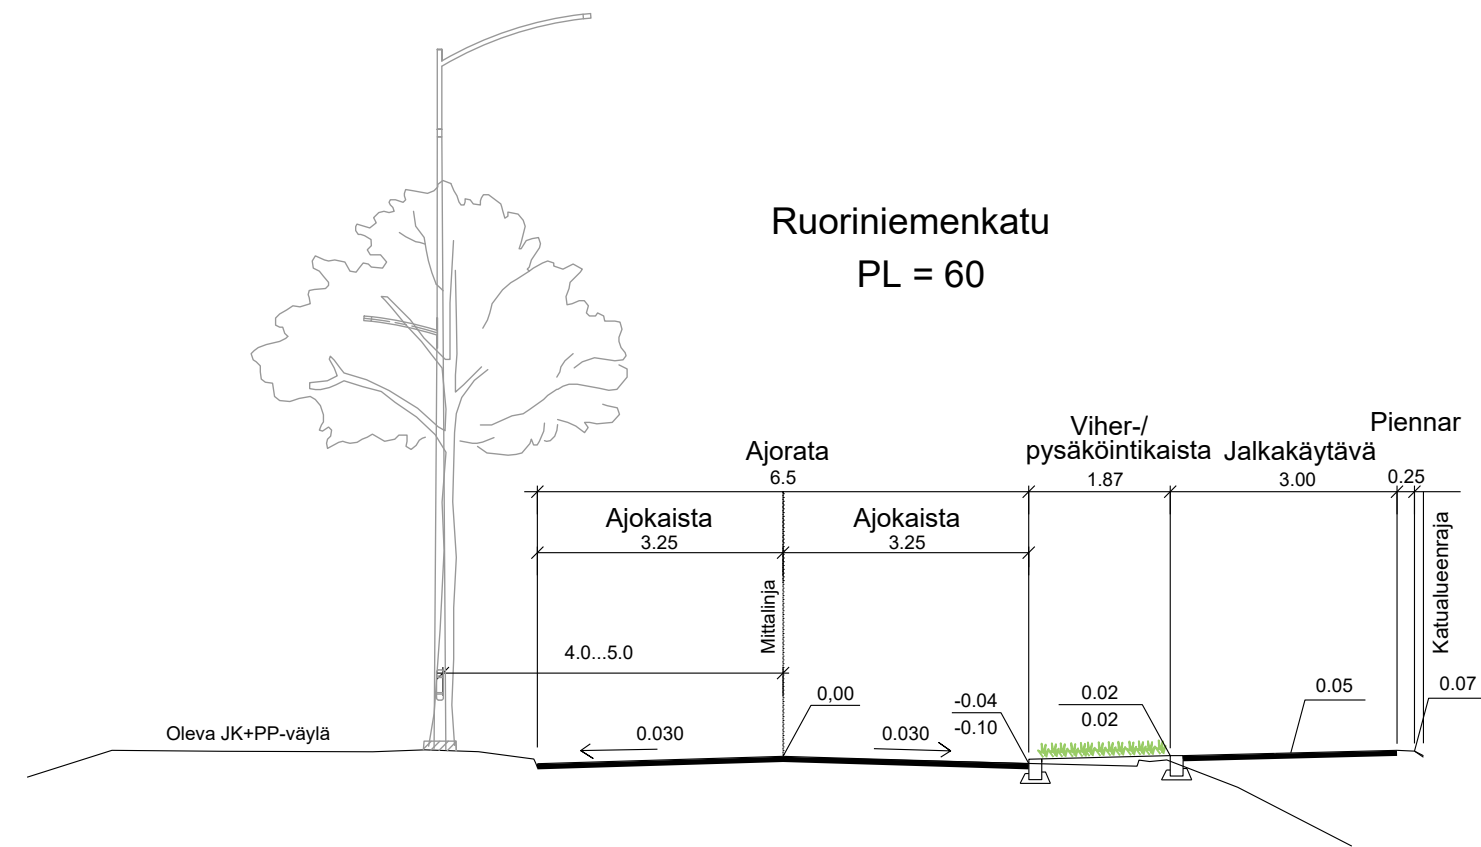 Ruoriniemenkatu
PL = 60
Piennar
Viher-/
pysäköintikaista
Ajorata
Jalkakäytävä
6.5
1.87
3.00
0.25
Ajokaista
Ajokaista
3.25
3.25
Katualueenraja
Mittalinja
4.0...5.0
0,00
-0.04
-0.10
0.02
0.02
0.05
0.07
Oleva JK+PP-väylä
0.030
0.030